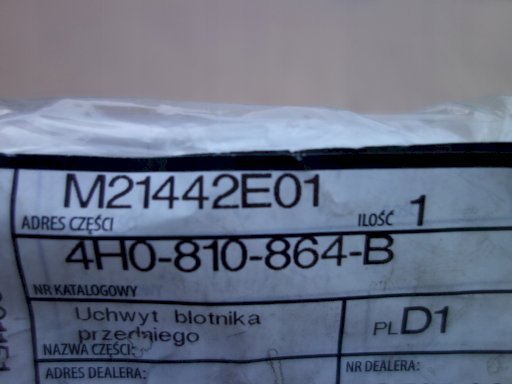 M21442E01
ADRES CZĘŚCI ILOŚĆ 1
4H0-810-864-B
NR KATALOGOWY
Uchwyt blotnika
przedniego
PL D1
NAZWA CZĘŚCI:
ADRES DEALERA: NR DEALERA: